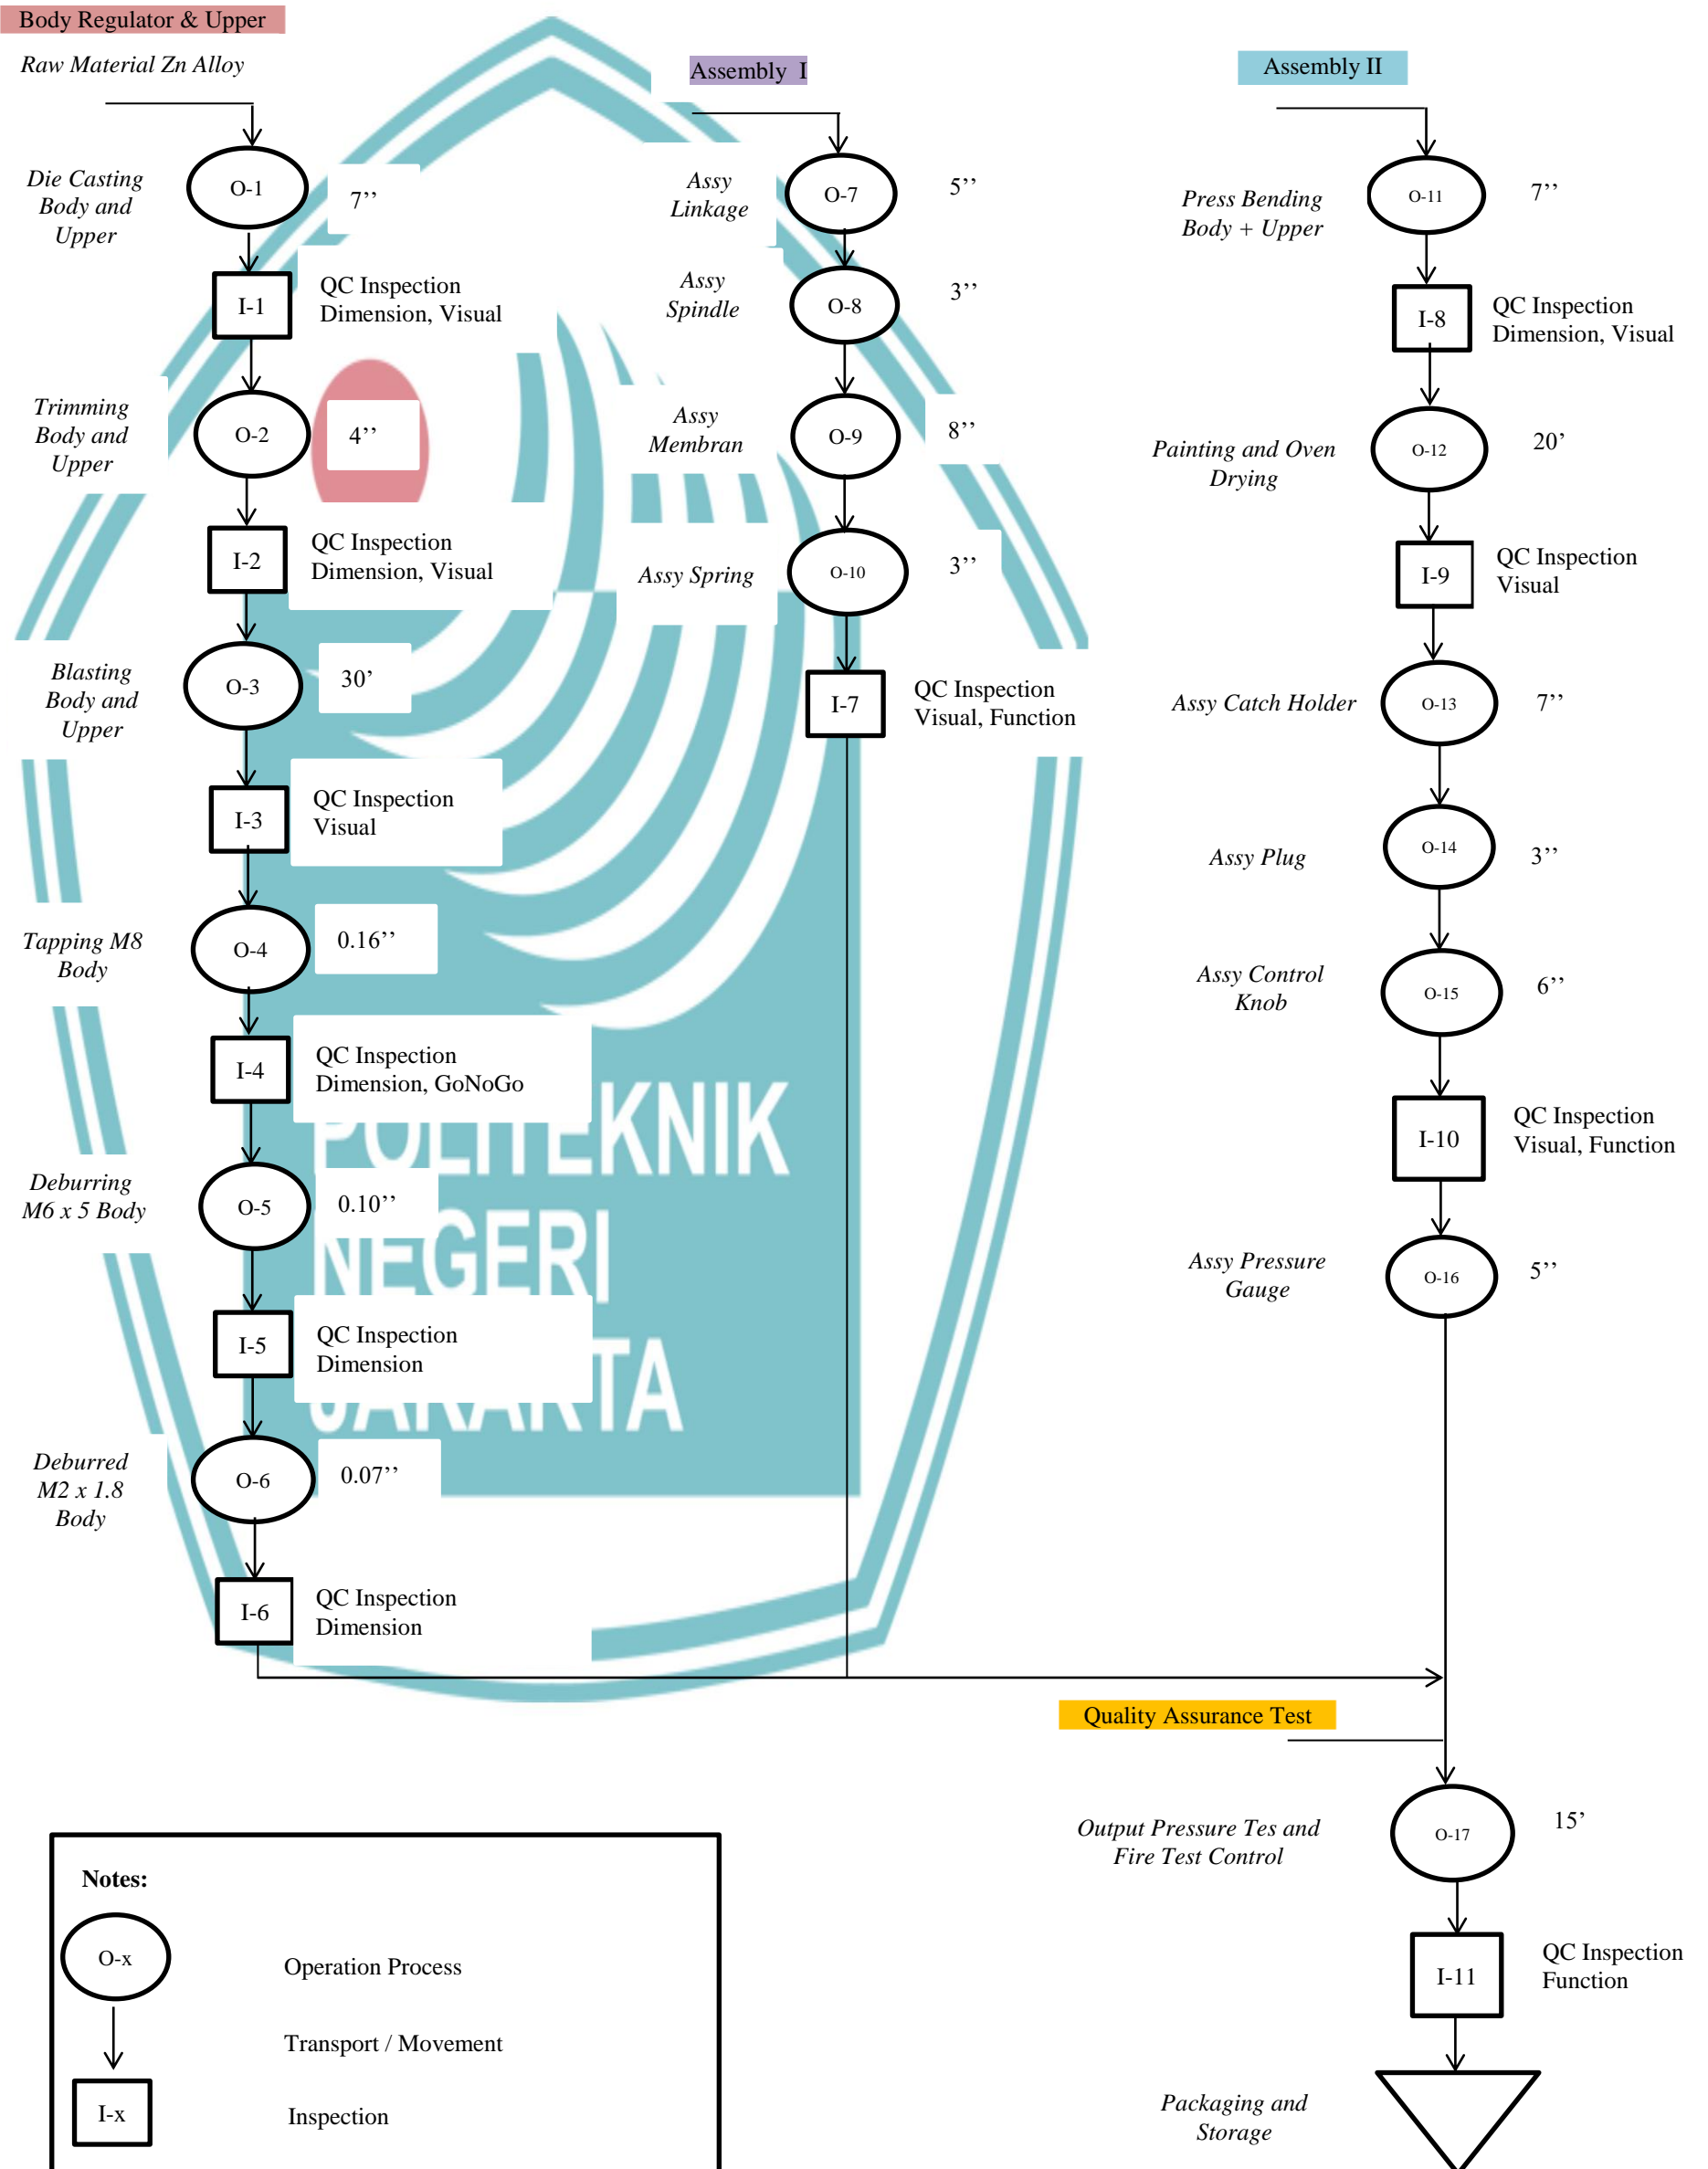 Body Regulator & Upper
Raw Material Zn Alloy
Die Casting
Body and
Upper
O-1
7’’
I-1
QC Inspection
Dimension, Visual
Trimming
Body and
Upper
O-2
4’’
I-2
QC Inspection
Dimension, Visual
Blasting
Body and
Upper
O-3
30’
I-3
QC Inspection
Visual
Tapping M8
Body
O-4
0.16’’
I-4
QC Inspection
Dimension, GoNoGo
Deburring
M6 x 5 Body
O-5
0.10’’
I-5
QC Inspection
Dimension
Deburred
M2 x 1.8
Body
O-6
0.07’’
I-6
QC Inspection
Dimension
Assembly I
Assy
Linkage
O-7
5’’
Assy
Spindle
O-8
3’’
Assy
Membran
O-9
8’’
Assy Spring
O-10
3’’
I-7
QC Inspection
Visual, Function
Assembly II
Press Bending
Body + Upper
O-11
7’’
I-8
QC Inspection
Dimension, Visual
Painting and Oven
Drying
O-12
20’
I-9
QC Inspection
Visual
Assy Catch Holder
O-13
7’’
Assy Plug
O-14
3’’
Assy Control
Knob
O-15
6’’
I-10
QC Inspection
Visual, Function
Assy Pressure
Gauge
O-16
5’’
Quality Assurance Test
Output Pressure Tes and
Fire Test Control
O-17
15’
I-11
QC Inspection
Function
Packaging and
Storage
POLITEKNIK
NEGERI
JAKARTA
Notes:
O-x
Operation Process
Transport / Movement
I-x
Inspection